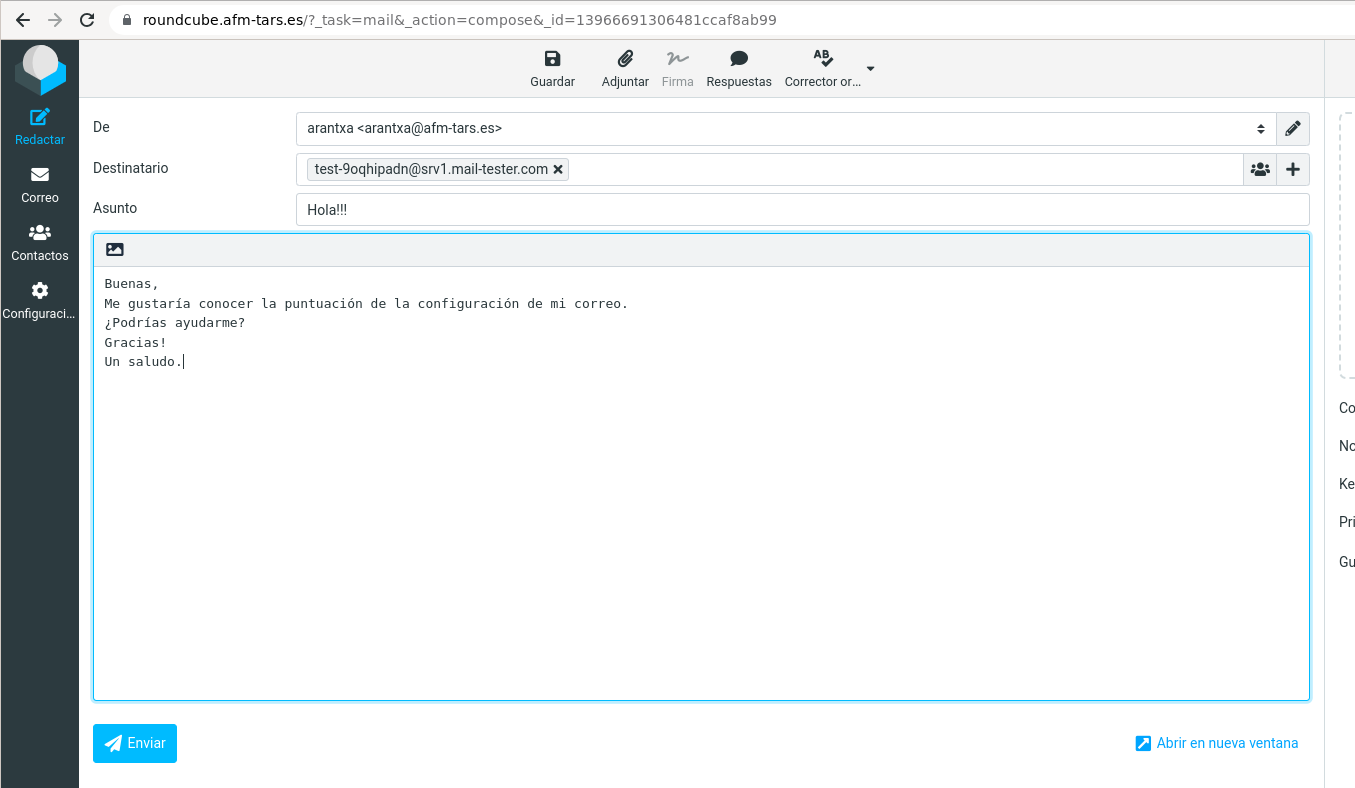 roundcube.afm-tars.es/?_task=mail&_action=compose&_id=13966691306481ccaf8ab99
Guardar Adjuntar Firma Respuestas Corrector or...
Redactar
Correo
Contactos
Configuraci...
De arantxa <arantxa@afm-tars.es>
Destinatario test-9oqhipadn@srv1.mail-tester.com
Asunto Hola!!!
Buenas,
Me gustaría conocer la puntuación de la configuración de mi correo.
¿Podrías ayudarme?
Gracias!
Un saludo.
Enviar Abrir en nueva ventana
Co
No
Ke
Pri
Gu